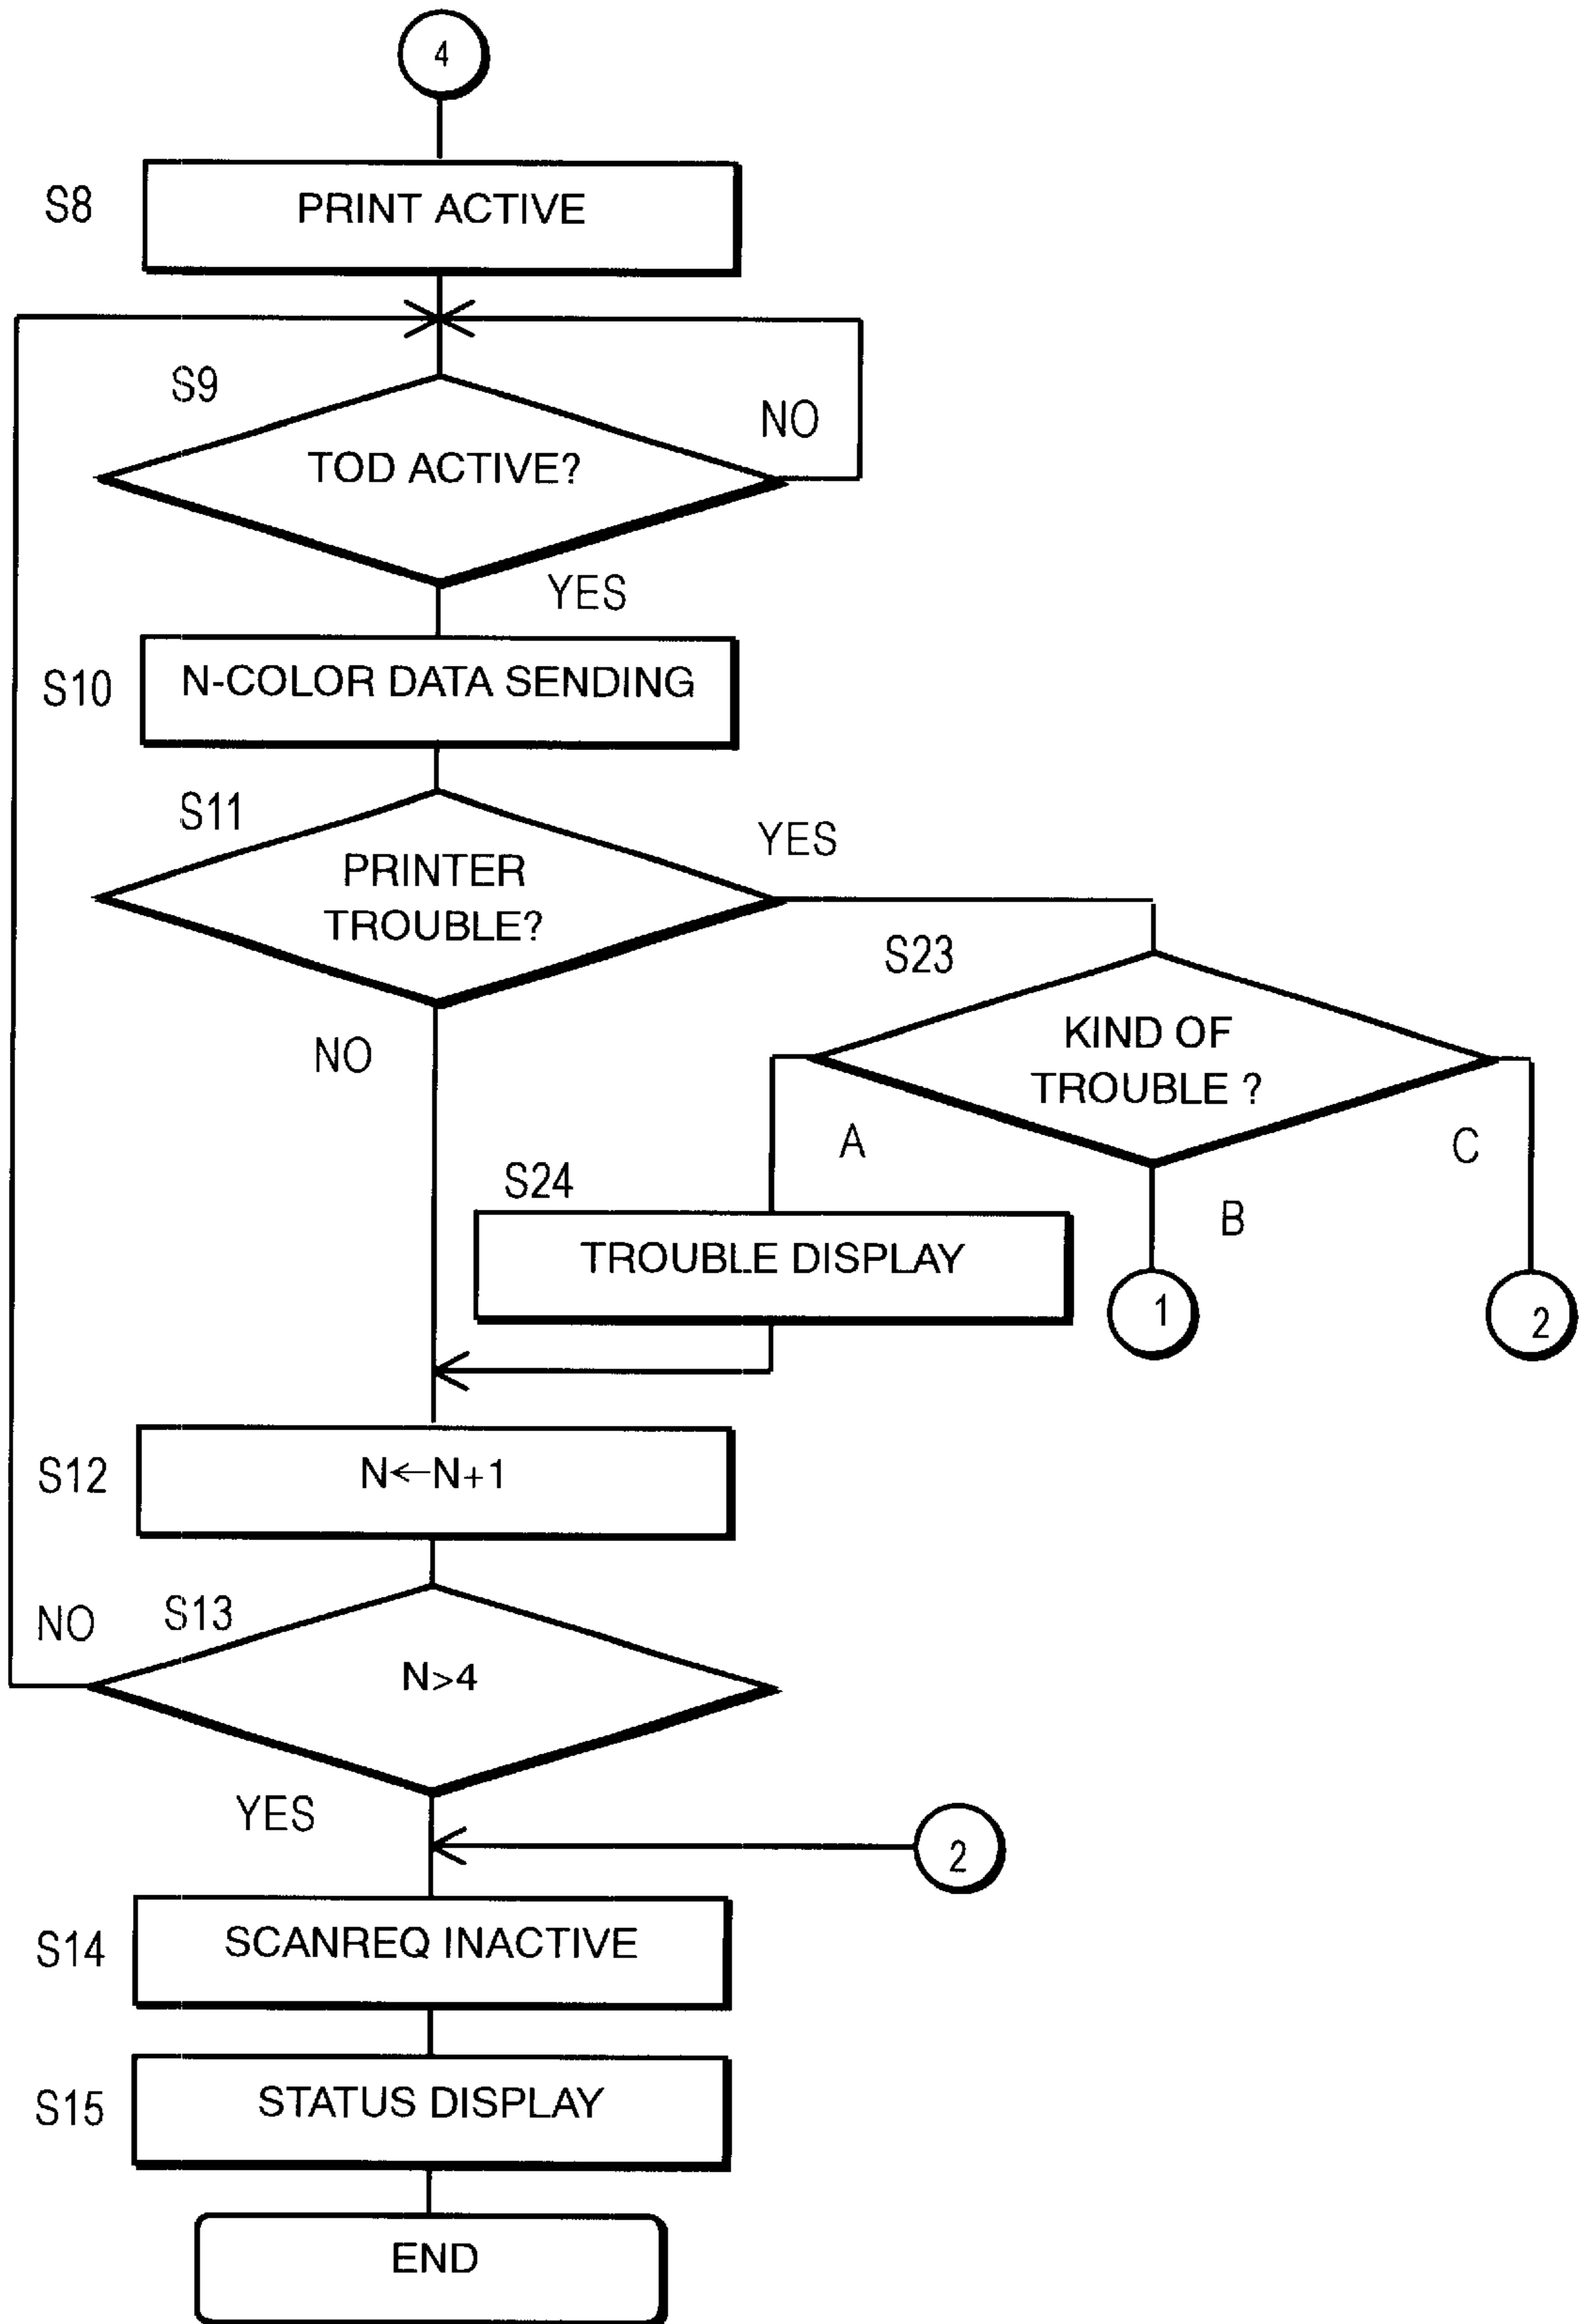 4
S8
PRINT ACTIVE
S9
NO
TOD ACTIVE?
YES
S10
N-COLOR DATA SENDING
S11
YES
PRINTER
TROUBLE?
S23
NO
KIND OF
TROUBLE ?
A
C
S24
B
TROUBLE DISPLAY
1
2
S12
N←N+1
NO
S13
N>4
YES
2
S14
SCANREQ INACTIVE
S15
STATUS DISPLAY
END